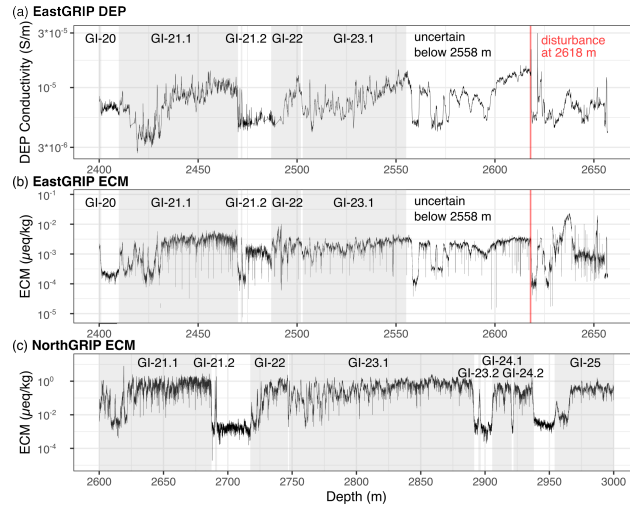 (a) EastGRIP DEP
GI-20 GI-21.1 GI-21.2 GI-22 GI-23.1 uncertain below 2558 m disturbance at 2618 m
DEP Conductivity (S/m)
3*10-5
10-5
3*10-6
2400 2450 2500 2550 2600 2650
(b) EastGRIP ECM
GI-20 GI-21.1 GI-21.2 GI-22 GI-23.1 uncertain below 2558 m
ECM (μeq/kg)
10-1
10-2
10-3
10-4
10-5
2400 2450 2500 2550 2600 2650
(c) NorthGRIP ECM
GI-21.1 GI-21.2 GI-22 GI-23.1 GI-23.2 GI-24.1 GI-24.2 GI-25
ECM (μeq/kg)
100
10-2
10-4
2600 2650 2700 2750 2800 2850 2900 2950 3000
Depth (m)